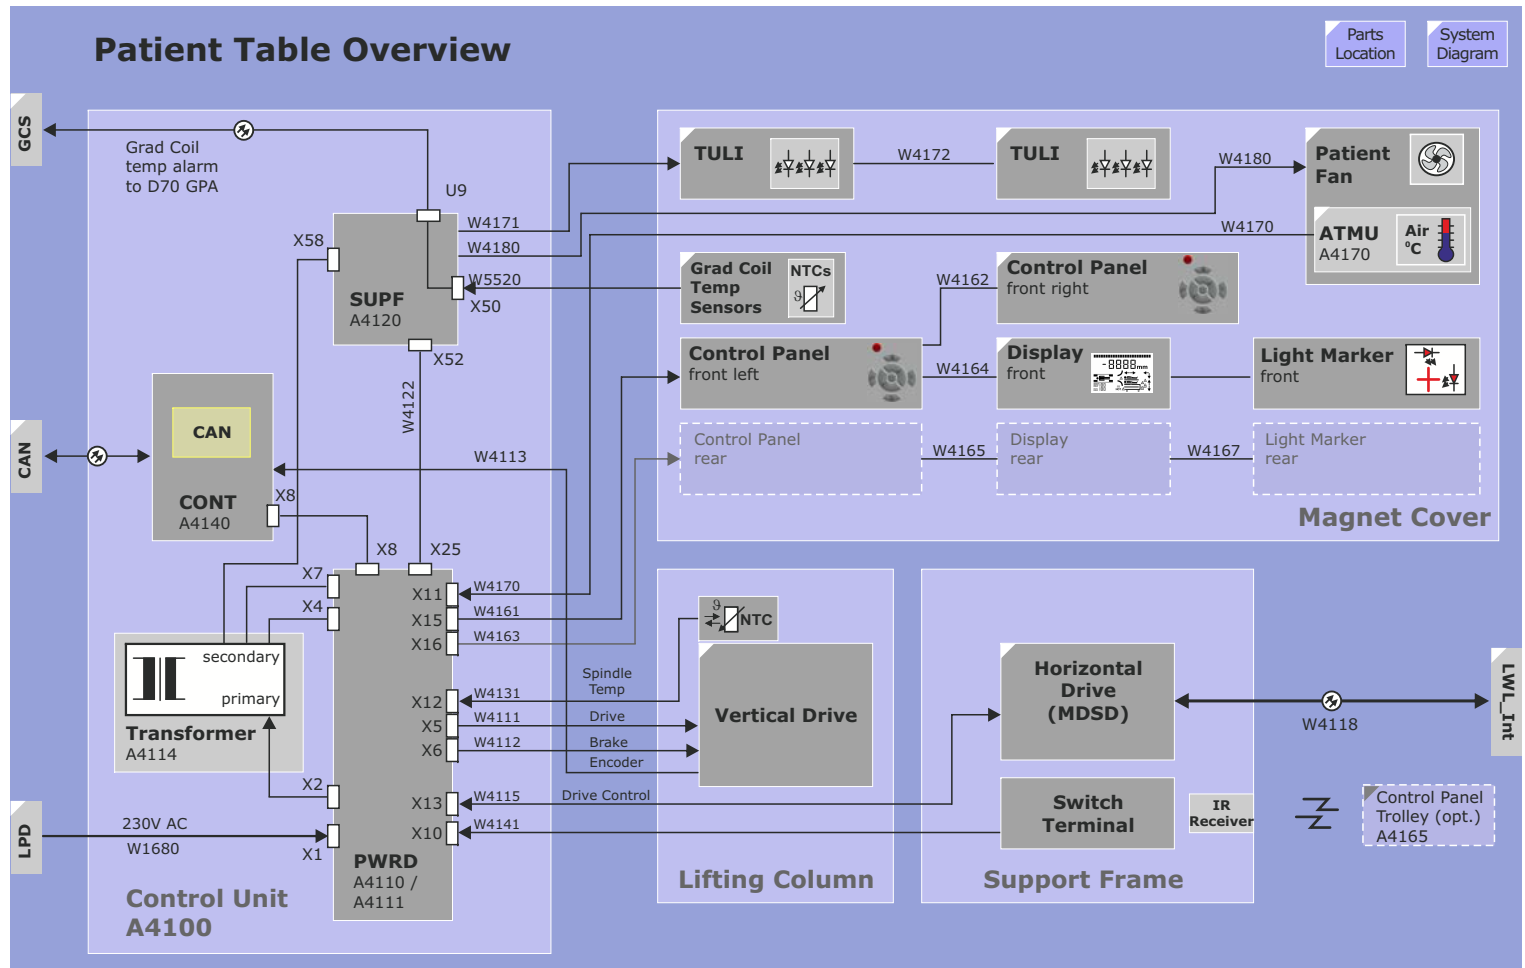 Patient Table Overview
Parts
Location
System
Diagram
GCS
Grad Coil
temp alarm
to D70 GPA
U9
X58
W4171
W4180
W5520
X50
SUPF
A4120
X52
W4122
TULI
W4172
TULI
W4180
Patient
Fan
W4170
ATMU
A4170
Air
°C
Grad Coil
Temp
Sensors
NTCs
ϑ
W4162
Control Panel
front right
Control Panel
front left
W4164
Display
front
-8888mm
Light Marker
front
Control Panel
rear
W4165
Display
rear
W4167
Light Marker
rear
Magnet Cover
CAN
CAN
CONT
A4140
X8
W4113
X8
X25
X7
X4
X11
W4170
X15
W4161
X16
W4163
secondary
primary
Transformer
A4114
X12
W4131
Spindle
Temp
X5
W4111
Drive
X6
W4112
Brake
Encoder
X2
X13
W4115
Drive Control
X10
W4141
LPD
230V AC
W1680
X1
PWRD
A4110 /
A4111
Control Unit
A4100
ϑ
NTC
Vertical Drive
Lifting Column
Horizontal
Drive
(MDSD)
Switch
Terminal
IR
Receiver
Support Frame
W4118
LWL_Int
Control Panel
Trolley (opt.)
A4165